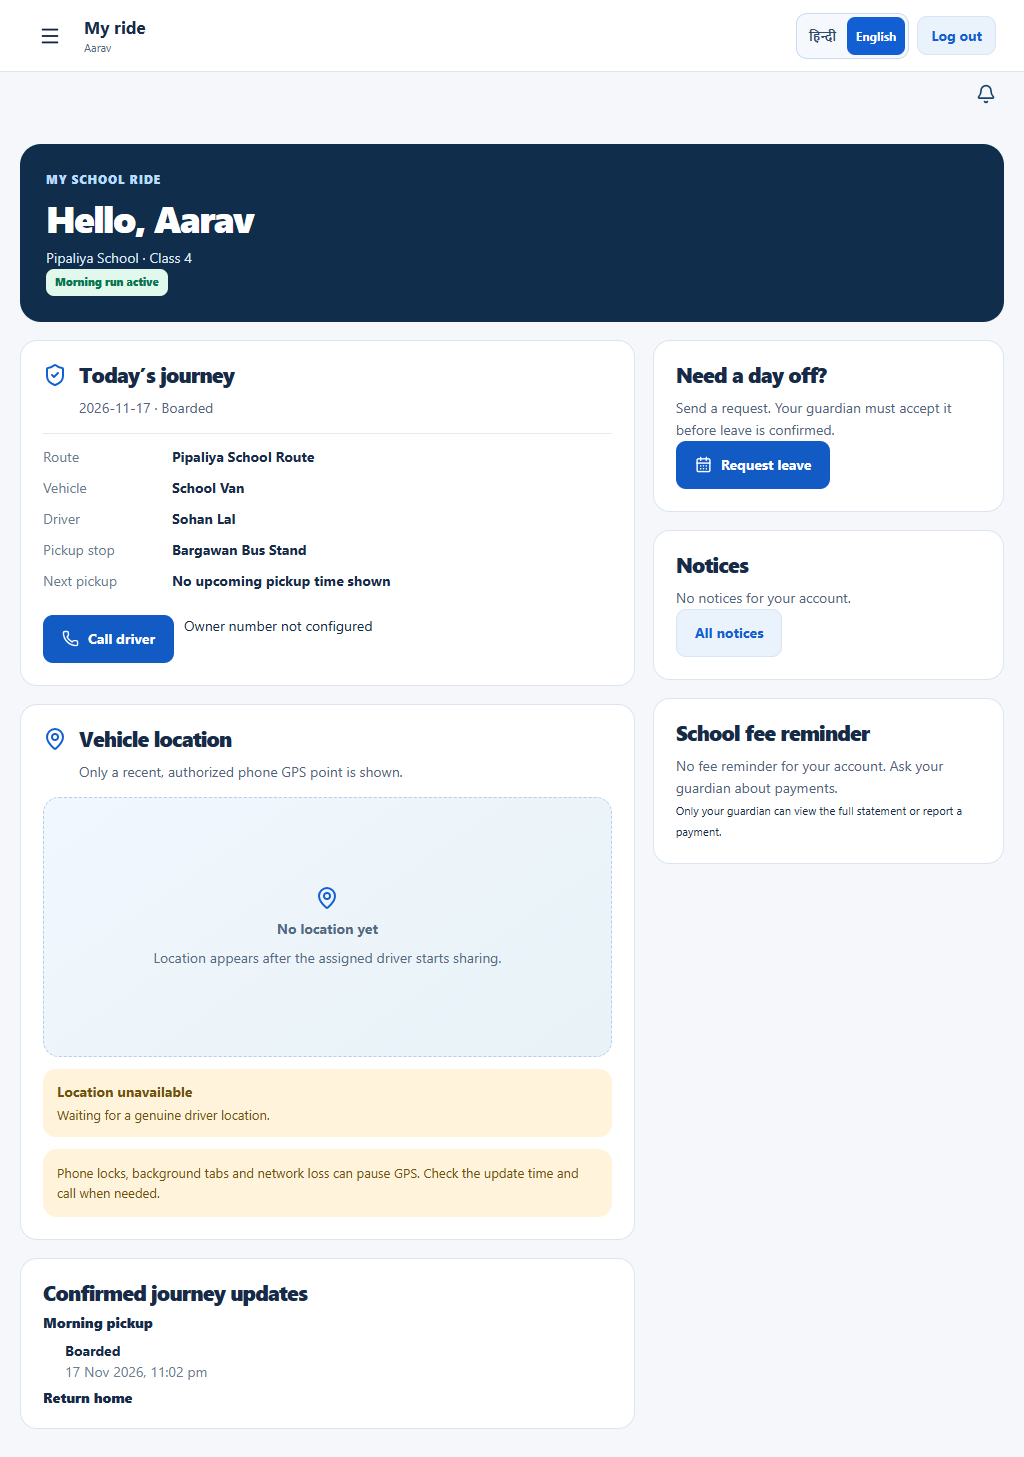 My ride
Aarav
हिन्दी
English
Log out
MY SCHOOL RIDE
Hello, Aarav
Pipaliya School · Class 4
Morning run active
Today's journey
2026-11-17 · Boarded
Route Pipaliya School Route
Vehicle School Van
Driver Sohan Lal
Pickup stop Bargawan Bus Stand
Next pickup No upcoming pickup time shown
Call driver
Owner number not configured
Vehicle location
Only a recent, authorized phone GPS point is shown.
No location yet
Location appears after the assigned driver starts sharing.
Location unavailable
Waiting for a genuine driver location.
Phone locks, background tabs and network loss can pause GPS. Check the update time and
call when needed.
Confirmed journey updates
Morning pickup
Boarded
17 Nov 2026, 11:02 pm
Return home
Need a day off?
Send a request. Your guardian must accept it
before leave is confirmed.
Request leave
Notices
No notices for your account.
All notices
School fee reminder
No fee reminder for your account. Ask your
guardian about payments.
Only your guardian can view the full statement or report a
payment.